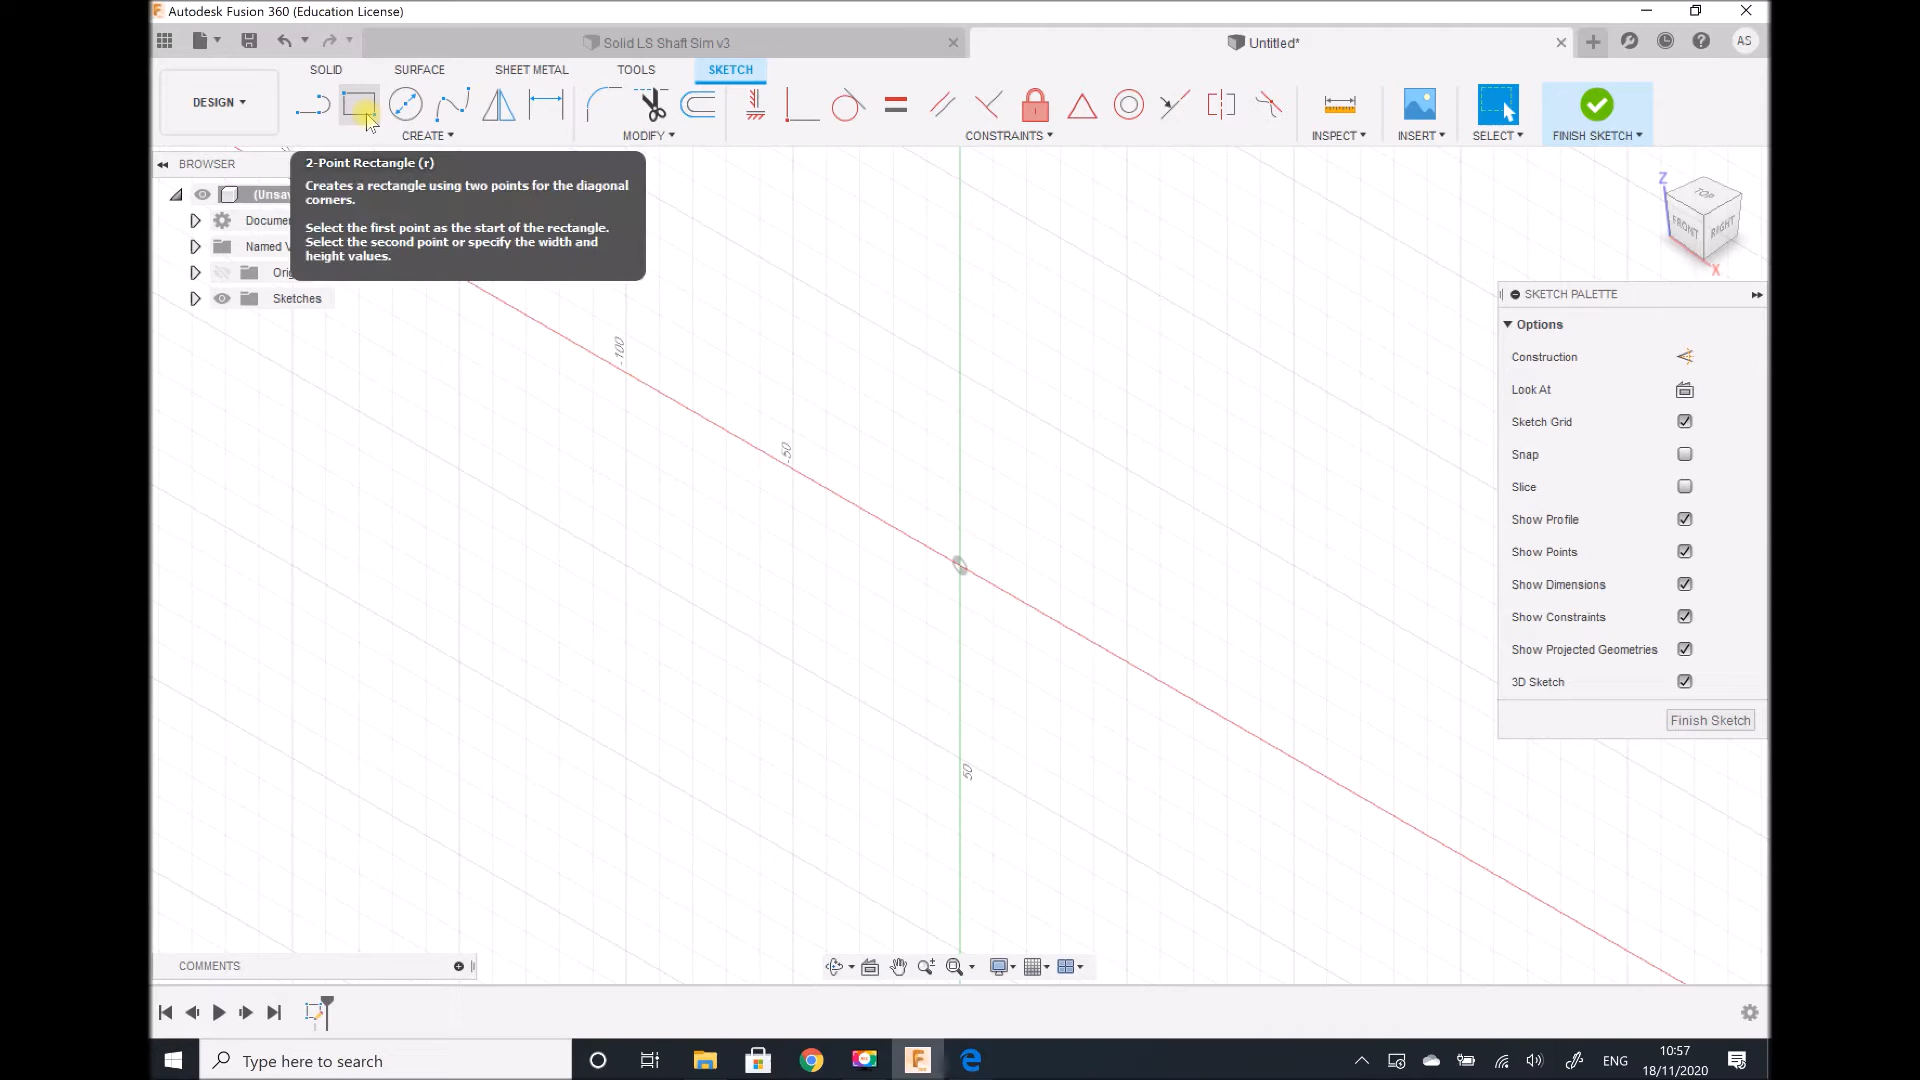 Autodesk Fusion 360 (Education License)
Solid LS Shaft Sim v3
Untitled*
AS
DESIGN
SOLID
SURFACE
SHEET METAL
TOOLS
SKETCH
CREATE
MODIFY
CONSTRAINTS
INSPECT
INSERT
SELECT
FINISH SKETCH
BROWSER
(Unsav
Docume
Named V
Orig
Sketches
2-Point Rectangle (r)
Creates a rectangle using two points for the diagonal
corners.
Select the first point as the start of the rectangle.
Select the second point or specify the width and
height values.
-100
-50
50
Z
TOP
FRONT
RIGHT
X
SKETCH PALETTE
Options
Construction
Look At
Sketch Grid
Snap
Slice
Show Profile
Show Points
Show Dimensions
Show Constraints
Show Projected Geometries
3D Sketch
Finish Sketch
COMMENTS
Type here to search
ENG
10:57
18/11/2020